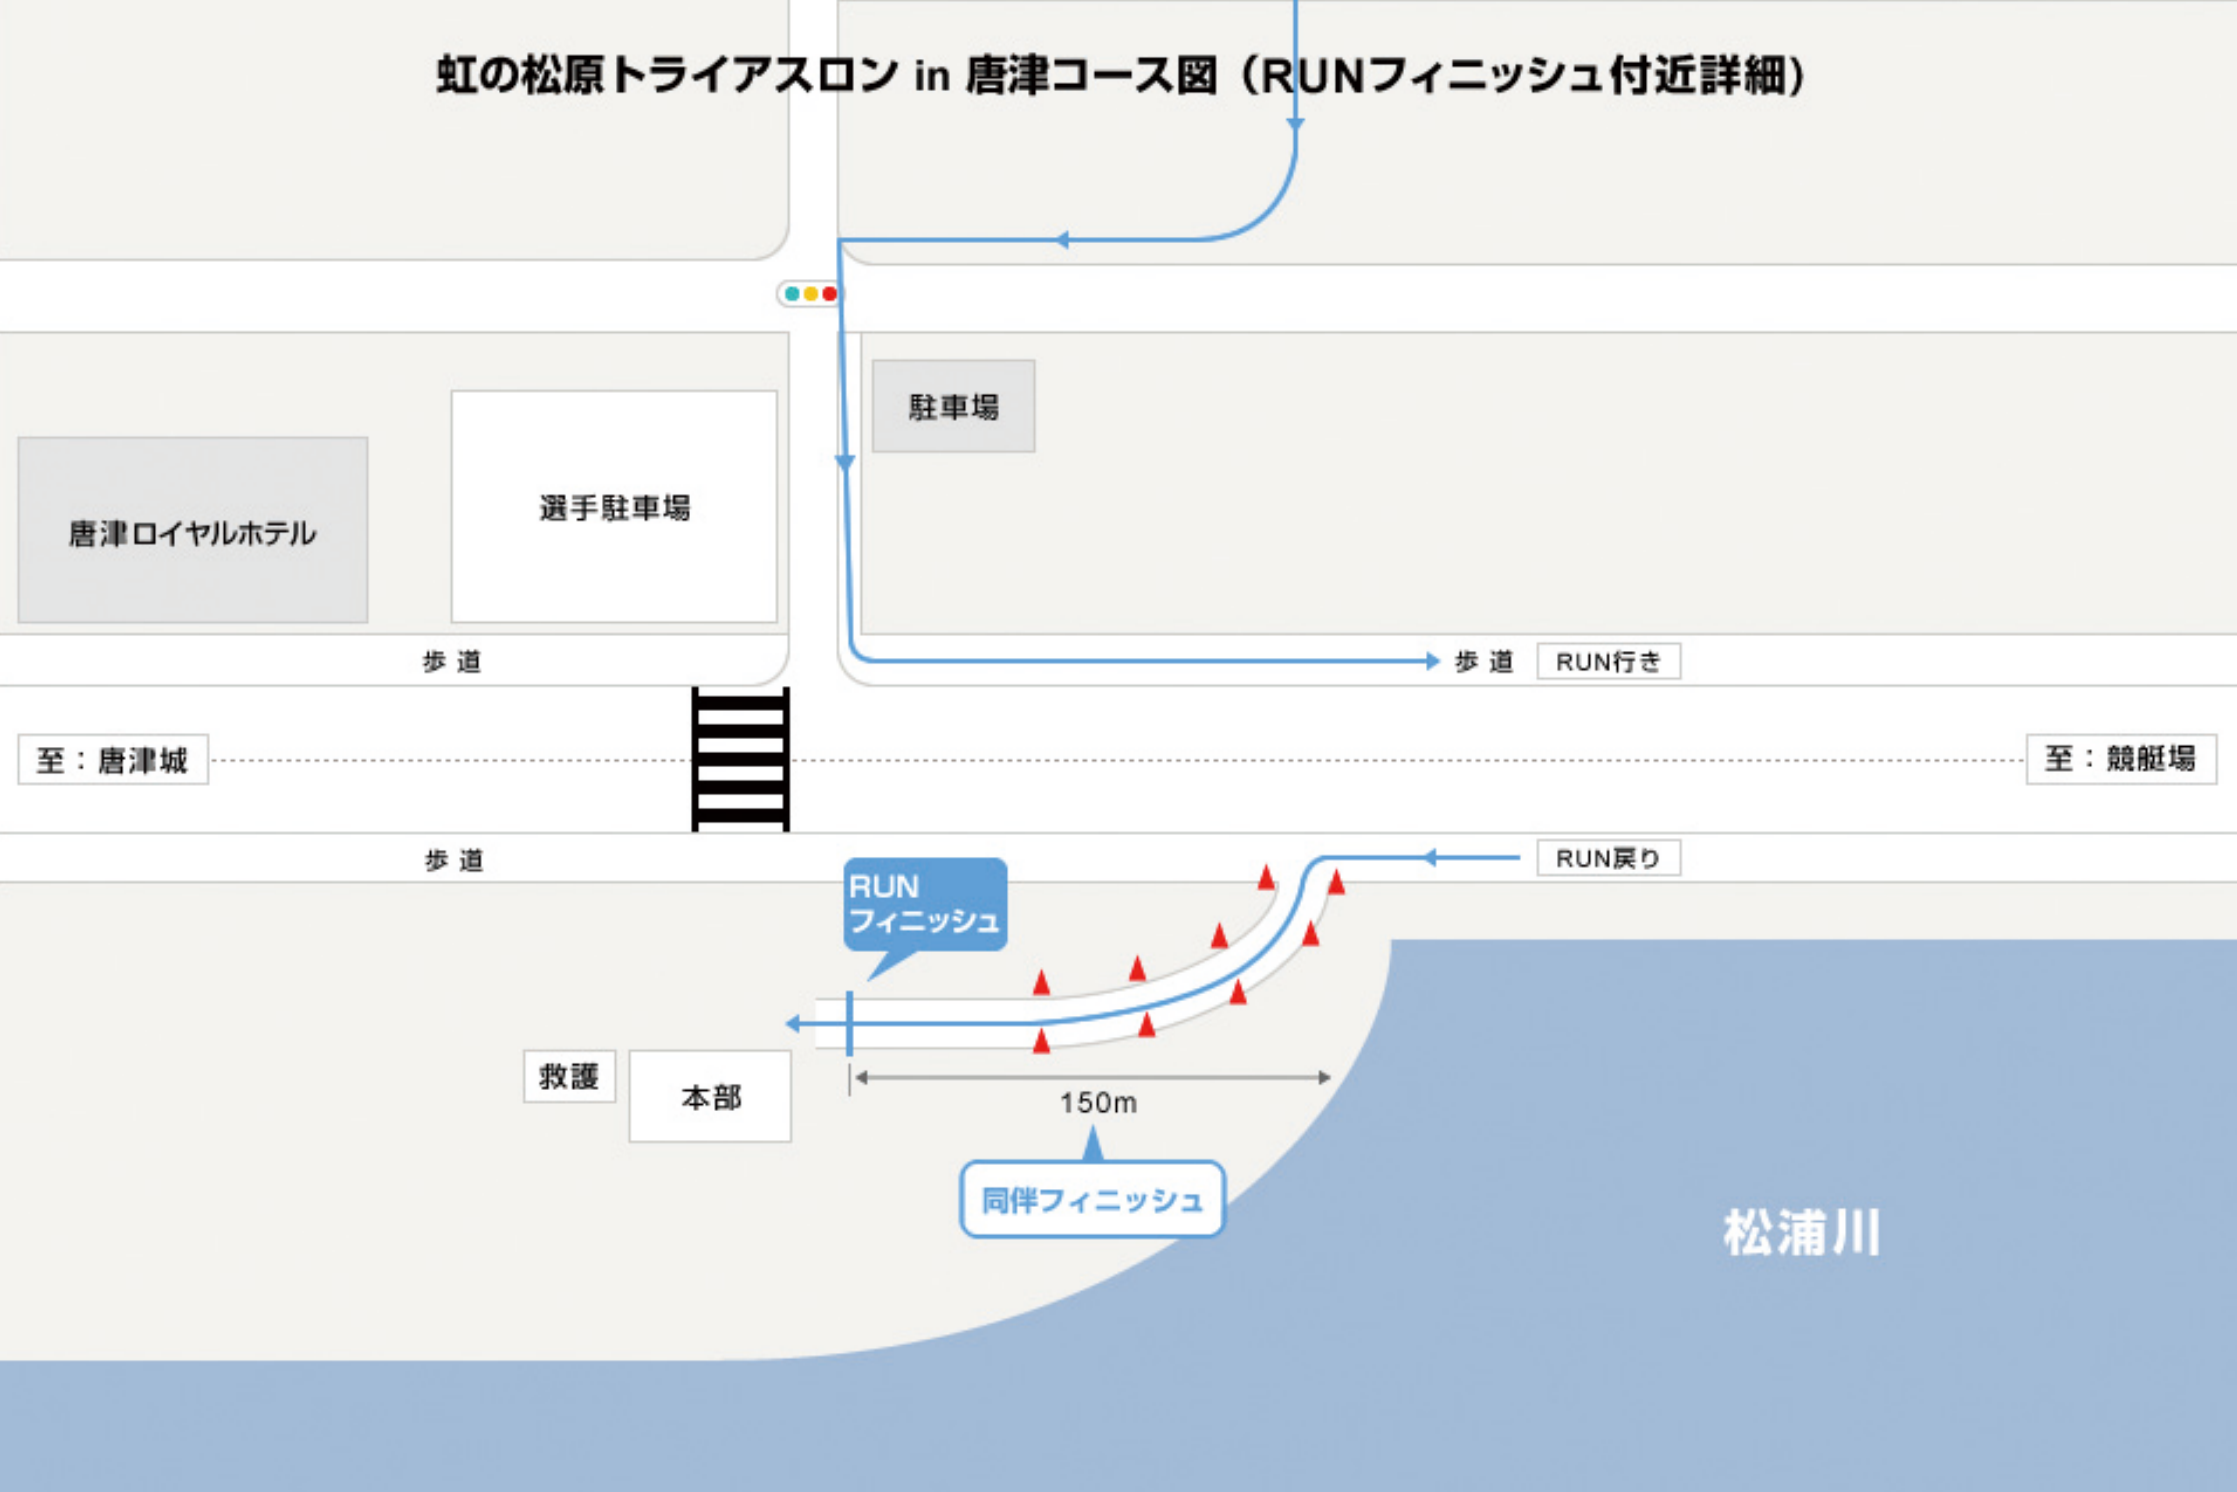 虹の松原トライアスロン in 唐津コース図（RUNフィニッシュ付近詳細)
駐車場
選手駐車場
唐津ロイヤルホテル
歩道
歩道
RUN行き
至：唐津城
至：競艇場
歩道
RUN戻り
RUN
フィニッシュ
救護
本部
150m
同伴フィニッシュ
松浦川